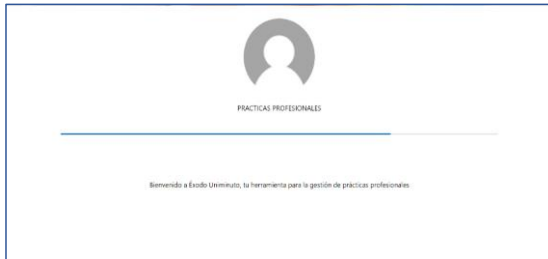 PRACTICAS PROFESIONALES
Bienvenido a Éxodo Uniminuto, tu herramienta para la gestión de prácticas profesionales